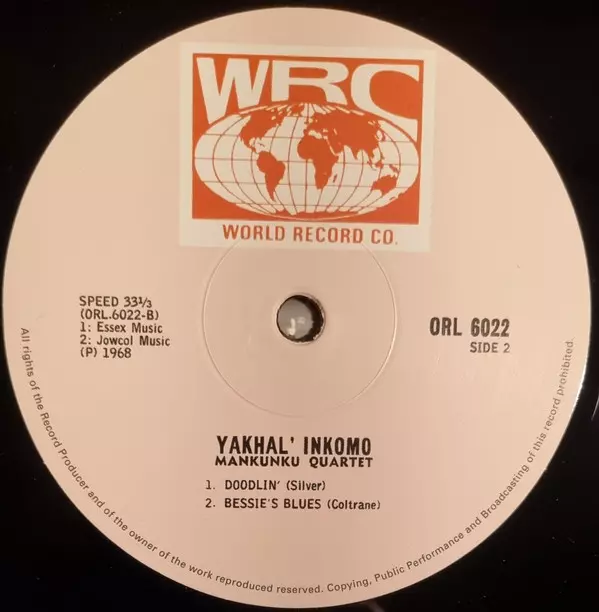 WRC
WORLD RECORD CO.
SPEED 33⅓
(ORL.6022-B)
1: Essex Music
2: Jowcol Music
(P) 1968
ORL 6022
SIDE 2
YAKHAL' INKOMO
MANKUNKU QUARTET
1. DOODLIN' (Silver)
2. BESSIE'S BLUES (Coltrane)
All rights of the Record Producer and of the owner of the work reproduced reserved. Copying, Public Performance and Broadcasting of this record prohibited.